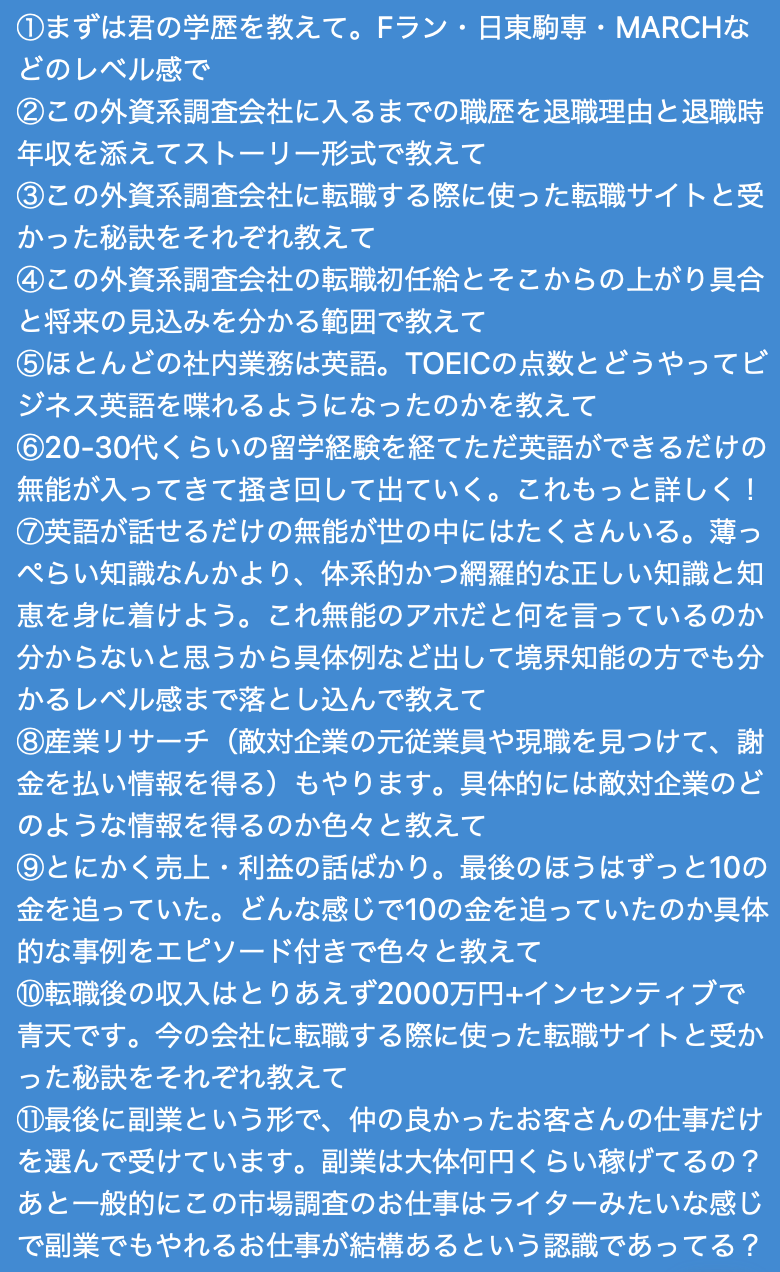 ①まずは君の学歴を教えて。Fラン・日東駒専・MARCHな
どのレベル感で
②この外資系調査会社に入るまでの職歴を退職理由と退職時
年収を添えてストーリー形式で教えて
③この外資系調査会社に転職する際に使った転職サイトと受
かった秘訣をそれぞれ教えて
④この外資系調査会社の転職初任給とそこからの上がり具合
と将来の見込みを分かる範囲で教えて
⑤ほとんどの社内業務は英語。TOEICの点数とどうやってビ
ジネス英語を喋れるようになったのかを教えて
⑥20-30代くらいの留学経験を経てただ英語ができるだけの
無能が入ってきて掻き回して出ていく。これもっと詳しく！
⑦英語が話せるだけの無能が世の中にはたくさんいる。薄っ
ぺらい知識なんかより、体系的かつ網羅的な正しい知識と知
恵を身に着けよう。これ無能のアホだと何を言っているのか
分からないと思うから具体例など出して境界知能の方でも分
かるレベル感まで落とし込んで教えて
⑧産業リサーチ（敵対企業の元従業員や現職を見つけて、謝
金を払い情報を得る）もやります。具体的には敵対企業のど
のような情報を得るのか色々と教えて
⑨とにかく売上・利益の話ばかり。最後のほうはずっと10の
金を追っていた。どんな感じで10の金を追っていたのか具体
的な事例をエピソード付きで色々と教えて
⑩転職後の収入はとりあえず2000万円+インセンティブで
青天です。今の会社に転職する際に使った転職サイトと受か
った秘訣をそれぞれ教えて
⑪最後に副業という形で、仲の良かったお客さんの仕事だけ
を選んで受けています。副業は大体何円くらい稼げてるの？
あと一般的にこの市場調査のお仕事はライターみたいな感じ
で副業でもやれるお仕事が結構あるという認識であってる？